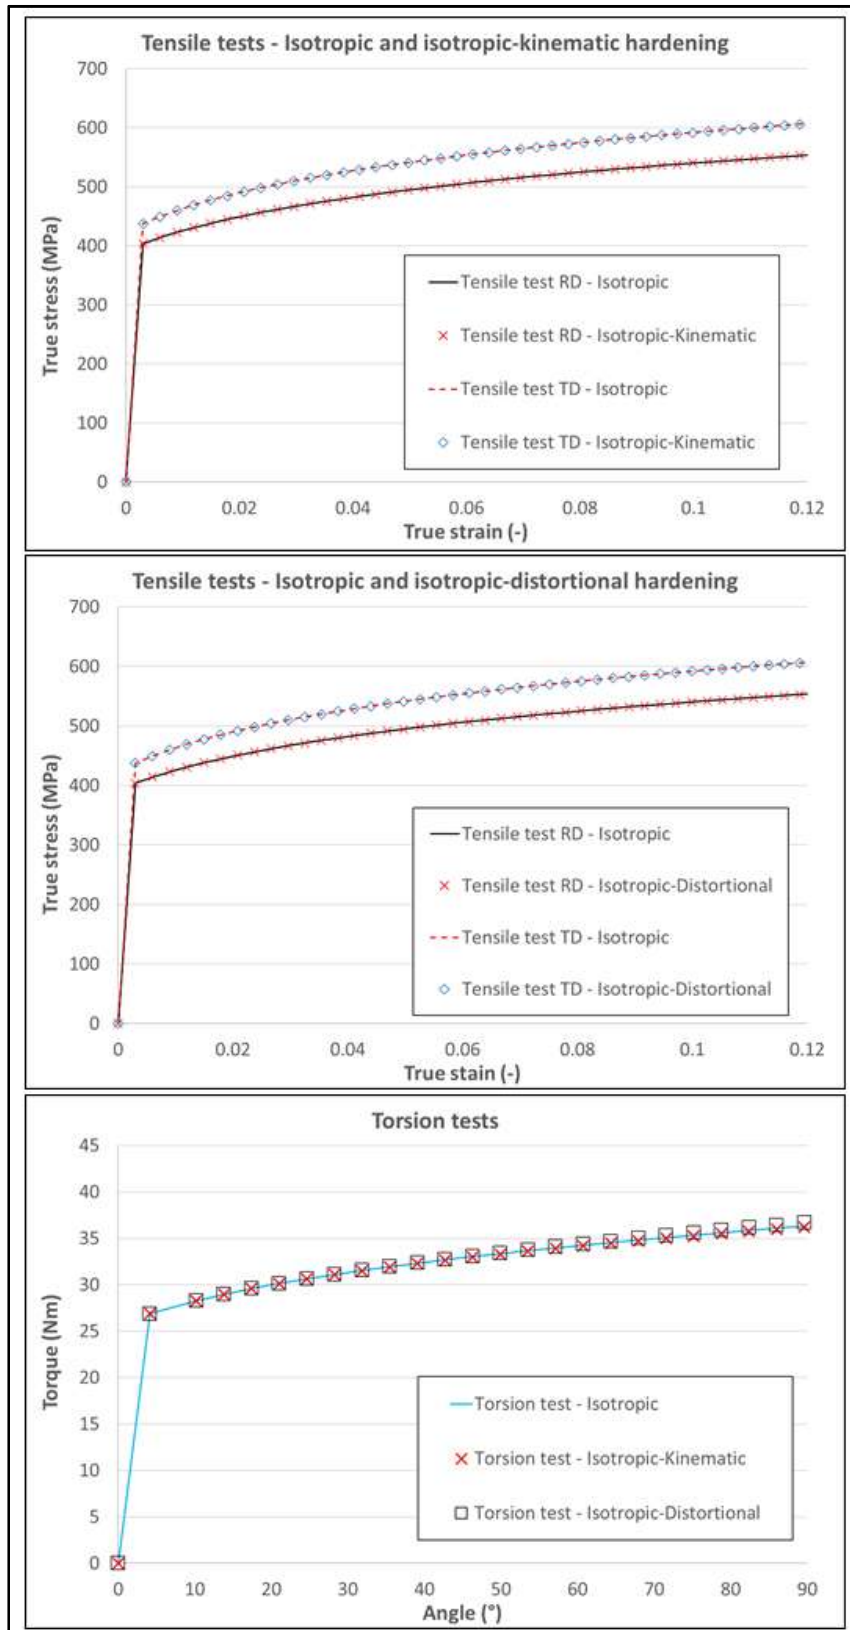 Tensile tests - Isotropic and isotropic-kinematic hardening
700
600
500
400
300
200
100
0
True stress (MPa)
Tensile test RD - Isotropic
Tensile test RD - Isotropic-Kinematic
Tensile test TD - Isotropic
Tensile test TD - Isotropic-Kinematic
0 0.02 0.04 0.06 0.08 0.1 0.12
True strain (-)
Tensile tests - Isotropic and isotropic-distortional hardening
700
600
500
400
300
200
100
0
True stress (MPa)
Tensile test RD - Isotropic
Tensile test RD - Isotropic-Distortional
Tensile test TD - Isotropic
Tensile test TD - Isotropic-Distortional
0 0.02 0.04 0.06 0.08 0.1 0.12
True stain (-)
Torsion tests
45
40
35
30
25
20
15
10
5
0
Torque (Nm)
Torsion test - Isotropic
Torsion test - Isotropic-Kinematic
Torsion test - Isotropic-Distortional
0 10 20 30 40 50 60 70 80 90
Angle (°)